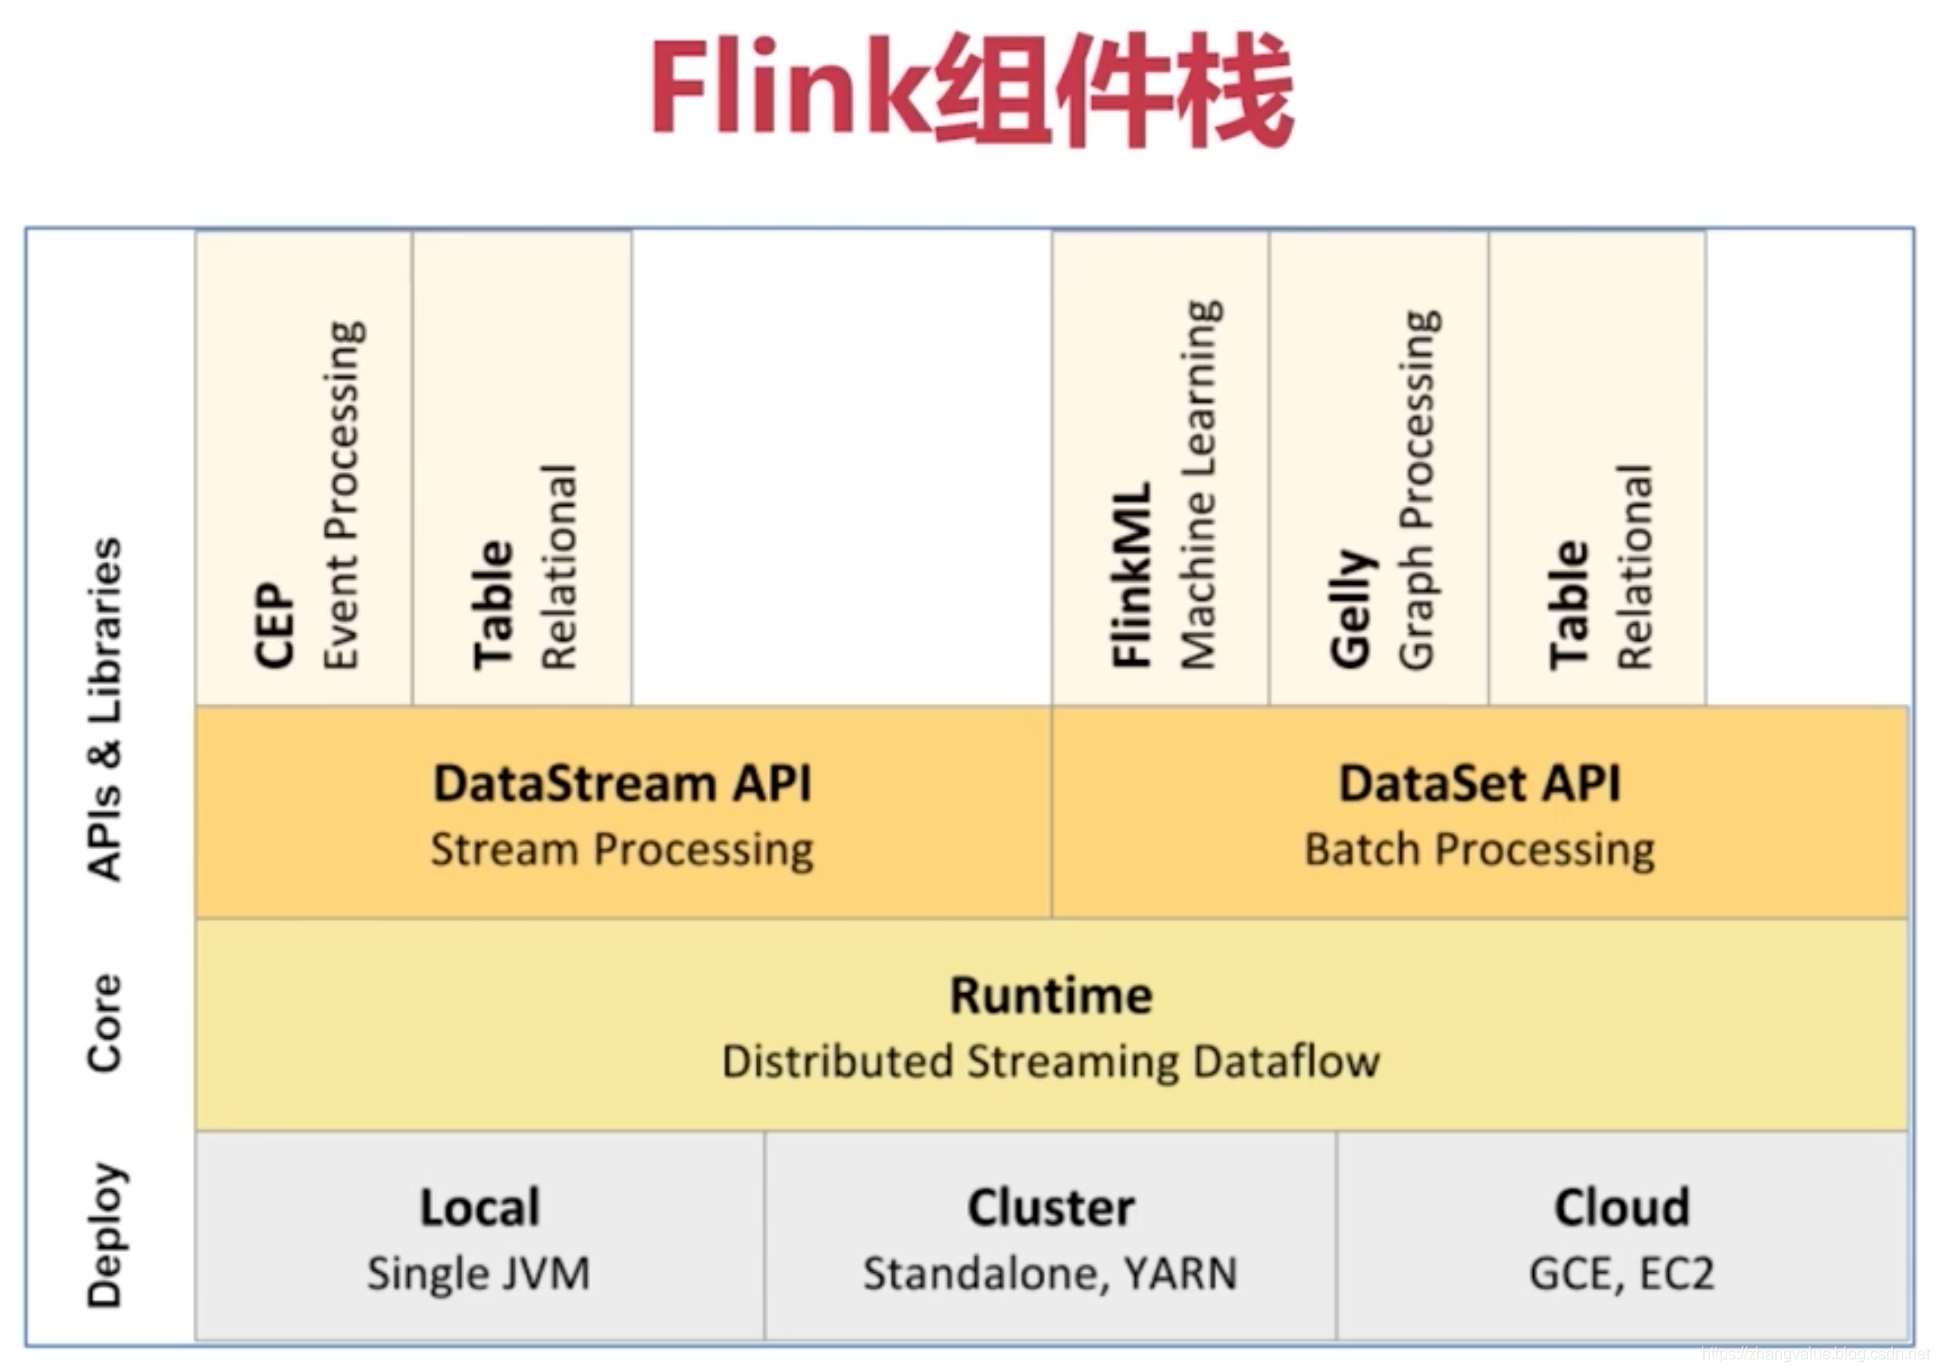 Flink组件栈
APIs & Libraries
CEP
Event Processing
Table
Relational
FlinkML
Machine Learning
Gelly
Graph Processing
Table
Relational
DataStream API
Stream Processing
DataSet API
Batch Processing
Core
Runtime
Distributed Streaming Dataflow
Deploy
Local
Single JVM
Cluster
Standalone, YARN
Cloud
GCE, EC2
https://zhangvalue.blog.csdn.net